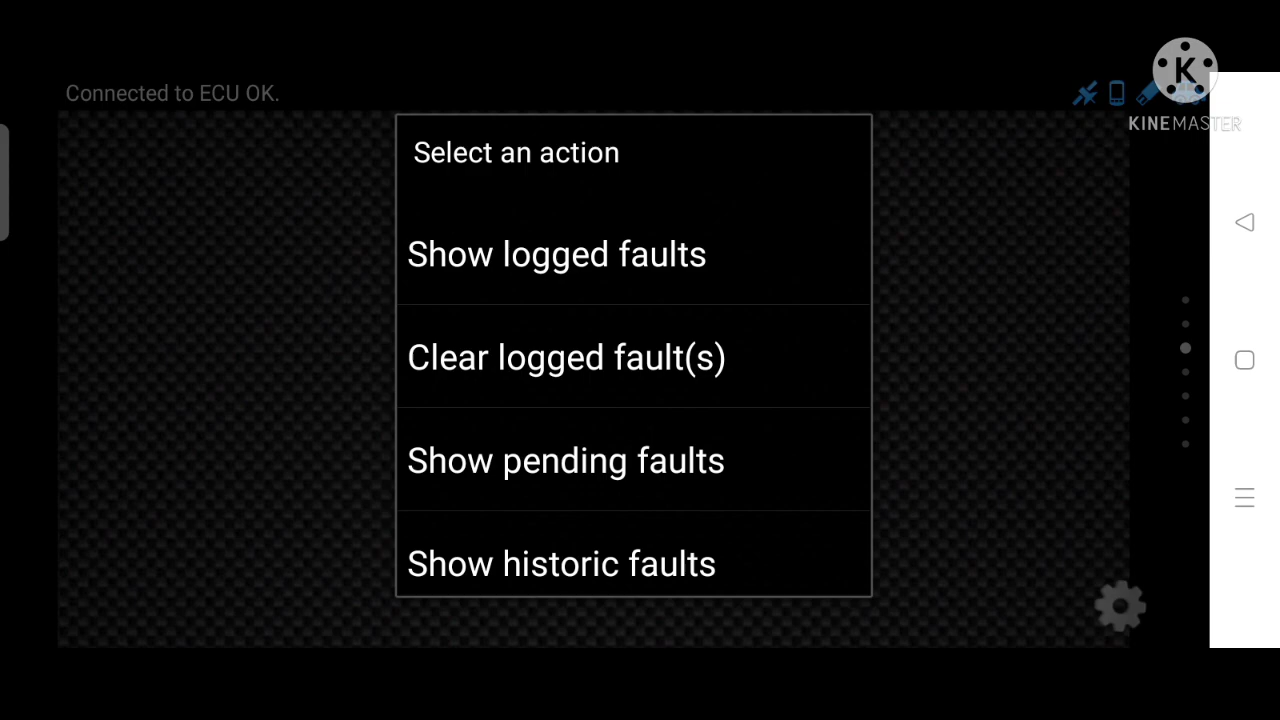 Connected to ECU OK.
KINEMASTER
Select an action
Show logged faults
Clear logged fault(s)
Show pending faults
Show historic faults